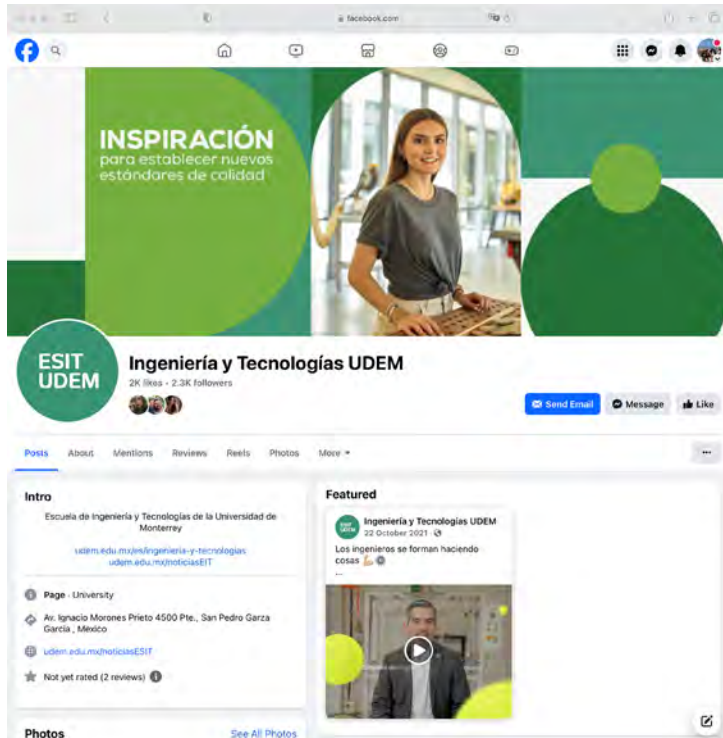 facebook.com
INSPIRACIÓN
para establecer nuevos
estándares de calidad
ESIT
UDEM
Ingeniería y Tecnologías UDEM
2K likes • 2.3K followers
Send Email
Message
Like
Posts
About
Mentions
Reviews
Reels
Photos
More
Intro
Escuela de Ingeniería y Tecnologías de la Universidad de
Monterrey
udem.edu.mx/es/ingenieria-y-tecnologias
udem.edu.mx/noticiasEIT
Page · University
Av. Ignacio Morones Prieto 4500 Pte., San Pedro Garza
García , Mexico
udem.edu.mx/noticiasESIT
Not yet rated (2 reviews)
Photos
See All Photos
Featured
ESIT
UDEM
Ingeniería y Tecnologías UDEM
22 October 2021 ·
Los ingenieros se forman haciendo
cosas
...